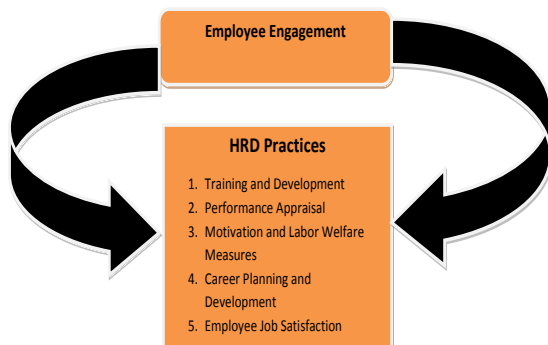 Employee Engagement
HRD Practices
1. Training and Development
2. Performance Appraisal
3. Motivation and Labor Welfare
Measures
4. Career Planning and
Development
5. Employee Job Satisfaction